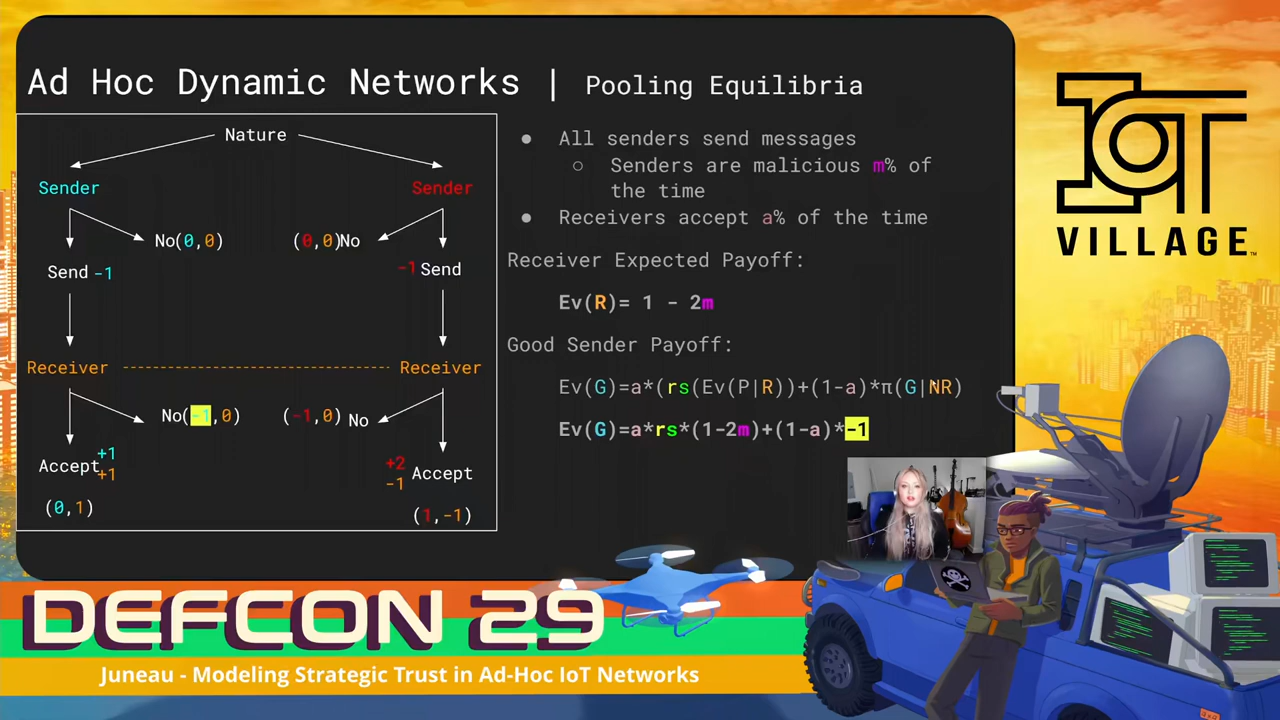 Ad Hoc Dynamic Networks | Pooling Equilibria
Nature
Sender
Sender
No(0,0)
(0,0)No
Send -1
-1 Send
Receiver
Receiver
No(-1,0)
(-1,0) No
Accept
+1
+1
+2
-1
Accept
(0,1)
(1,-1)
● All senders send messages
○ Senders are malicious m% of
the time
● Receivers accept a% of the time
Receiver Expected Payoff:
Ev(R)= 1 - 2m
Good Sender Payoff:
Ev(G)=a*(rs(Ev(P|R))+(1-a)*π(G|NR)
Ev(G)=a*rs*(1-2m)+(1-a)*-1
IOT
VILLAGE™
DEFCON 29
Juneau - Modeling Strategic Trust in Ad-Hoc IoT Networks